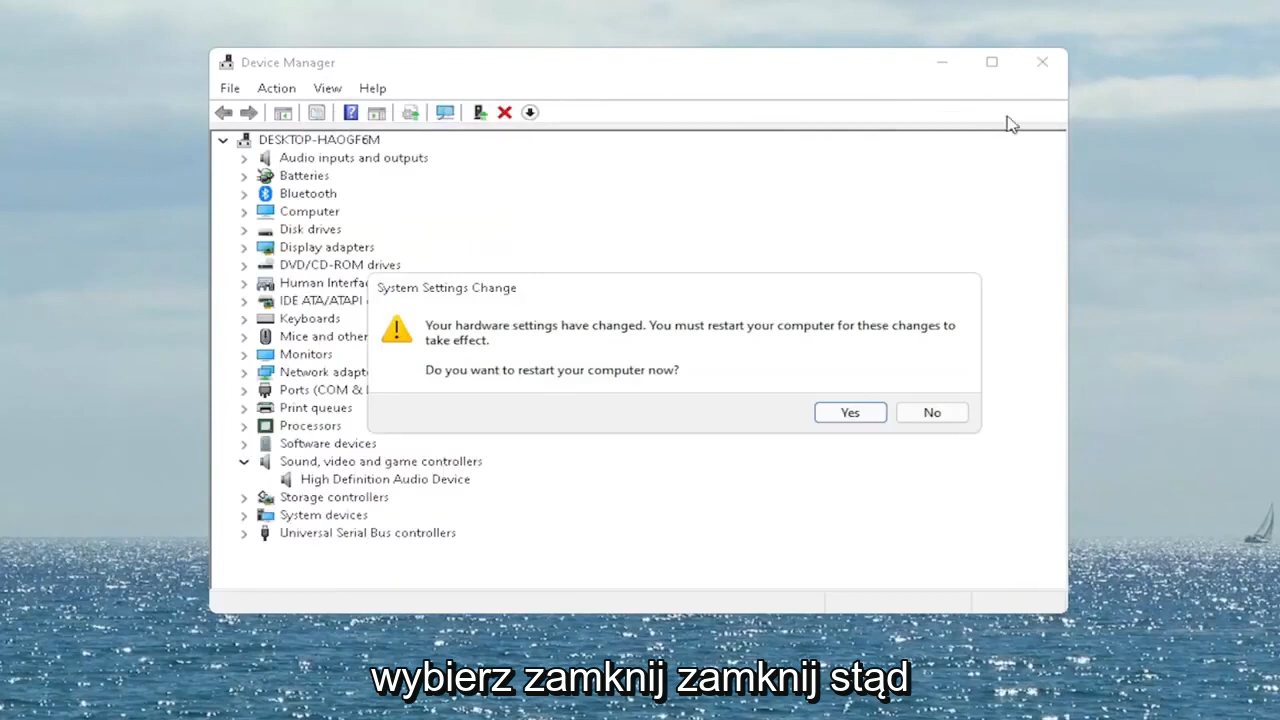 Device Manager
File Action View Help
DESKTOP-HAOGF6M
Audio inputs and outputs
Batteries
Bluetooth
Computer
Disk drives
Display adapters
DVD/CD-ROM drives
Human Interfa
IDE ATA/ATAPI
Keyboards
Mice and other
Monitors
Network adapt
Ports (COM &
Print queues
Processors
Software devices
Sound, video and game controllers
High Definition Audio Device
Storage controllers
System devices
Universal Serial Bus controllers
System Settings Change
Your hardware settings have changed. You must restart your computer for these changes to
take effect.
Do you want to restart your computer now?
Yes No
wybierz zamknij zamknij stąd